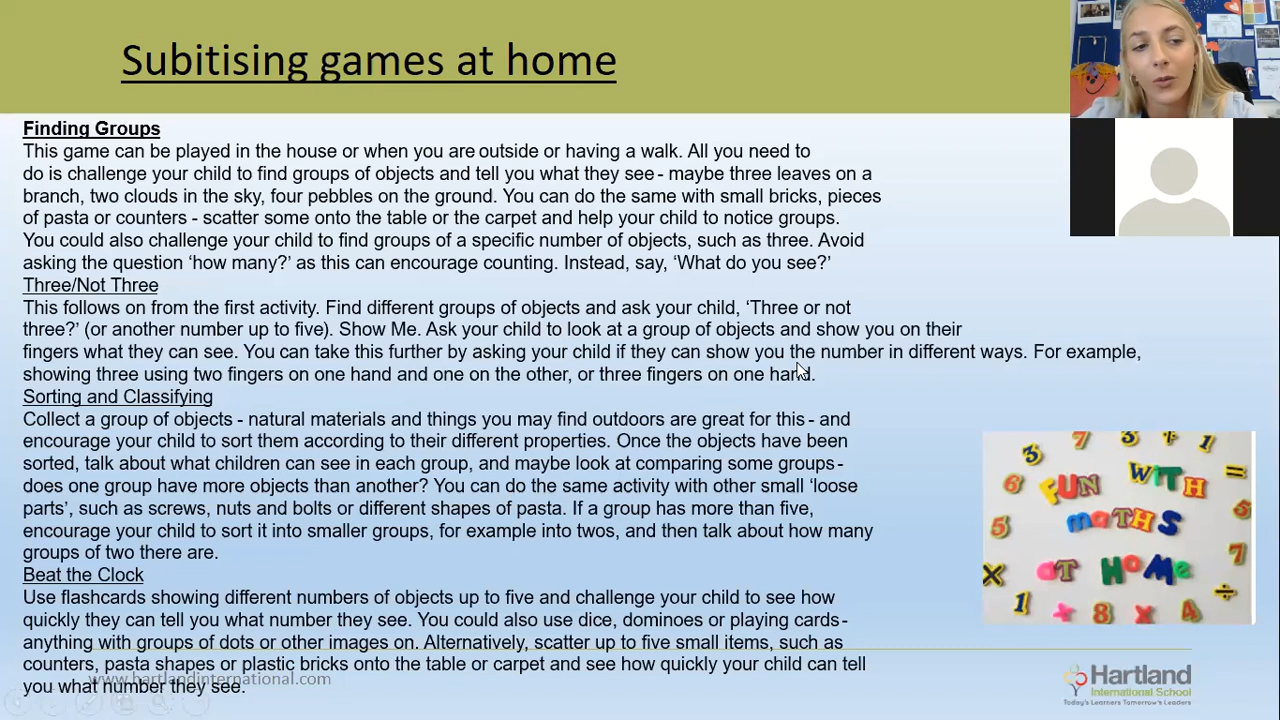 Subitising games at home
Finding Groups
This game can be played in the house or when you are outside or having a walk. All you need to
do is challenge your child to find groups of objects and tell you what they see - maybe three leaves on a
branch, two clouds in the sky, four pebbles on the ground. You can do the same with small bricks, pieces
of pasta or counters - scatter some onto the table or the carpet and help your child to notice groups.
You could also challenge your child to find groups of a specific number of objects, such as three. Avoid
asking the question ‘how many?’ as this can encourage counting. Instead, say, ‘What do you see?’
Three/Not Three
This follows on from the first activity. Find different groups of objects and ask your child, ‘Three or not
three?’ (or another number up to five). Show Me. Ask your child to look at a group of objects and show you on their
fingers what they can see. You can take this further by asking your child if they can show you the number in different ways. For example,
showing three using two fingers on one hand and one on the other, or three fingers on one hand.
Sorting and Classifying
Collect a group of objects - natural materials and things you may find outdoors are great for this - and
encourage your child to sort them according to their different properties. Once the objects have been
sorted, talk about what children can see in each group, and maybe look at comparing some groups -
does one group have more objects than another? You can do the same activity with other small ‘loose
parts’, such as screws, nuts and bolts or different shapes of pasta. If a group has more than five,
encourage your child to sort it into smaller groups, for example into twos, and then talk about how many
groups of two there are.
Beat the Clock
Use flashcards showing different numbers of objects up to five and challenge your child to see how
quickly they can tell you what number they see. You could also use dice, dominoes or playing cards -
anything with groups of dots or other images on. Alternatively, scatter up to five small items, such as
counters, pasta shapes or plastic bricks onto the table or carpet and see how quickly your child can tell
you what number they see.
www.hartlandinternational.com
3 7 3 + 1
6 FUN WITH =
5 maTHS 5
x aT HOMe 7
1 + 8 x 4 ÷
Hartland
International School
Today's Learners Tomorrow's Leaders